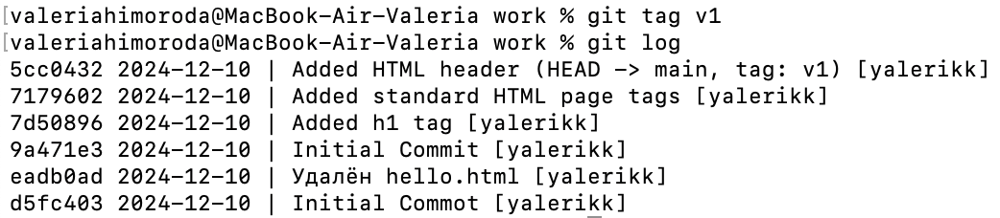 [valeriahimoroda@MacBook-Air-Valeria work % git tag v1
[valeriahimoroda@MacBook-Air-Valeria work % git log
5cc0432 2024-12-10 | Added HTML header (HEAD -> main, tag: v1) [yalerikk]
7179602 2024-12-10 | Added standard HTML page tags [yalerikk]
7d50896 2024-12-10 | Added h1 tag [yalerikk]
9a471e3 2024-12-10 | Initial Commit [yalerikk]
eadb0ad 2024-12-10 | Удалён hello.html [yalerikk]
d5fc403 2024-12-10 | Initial Commot [yalerikk]